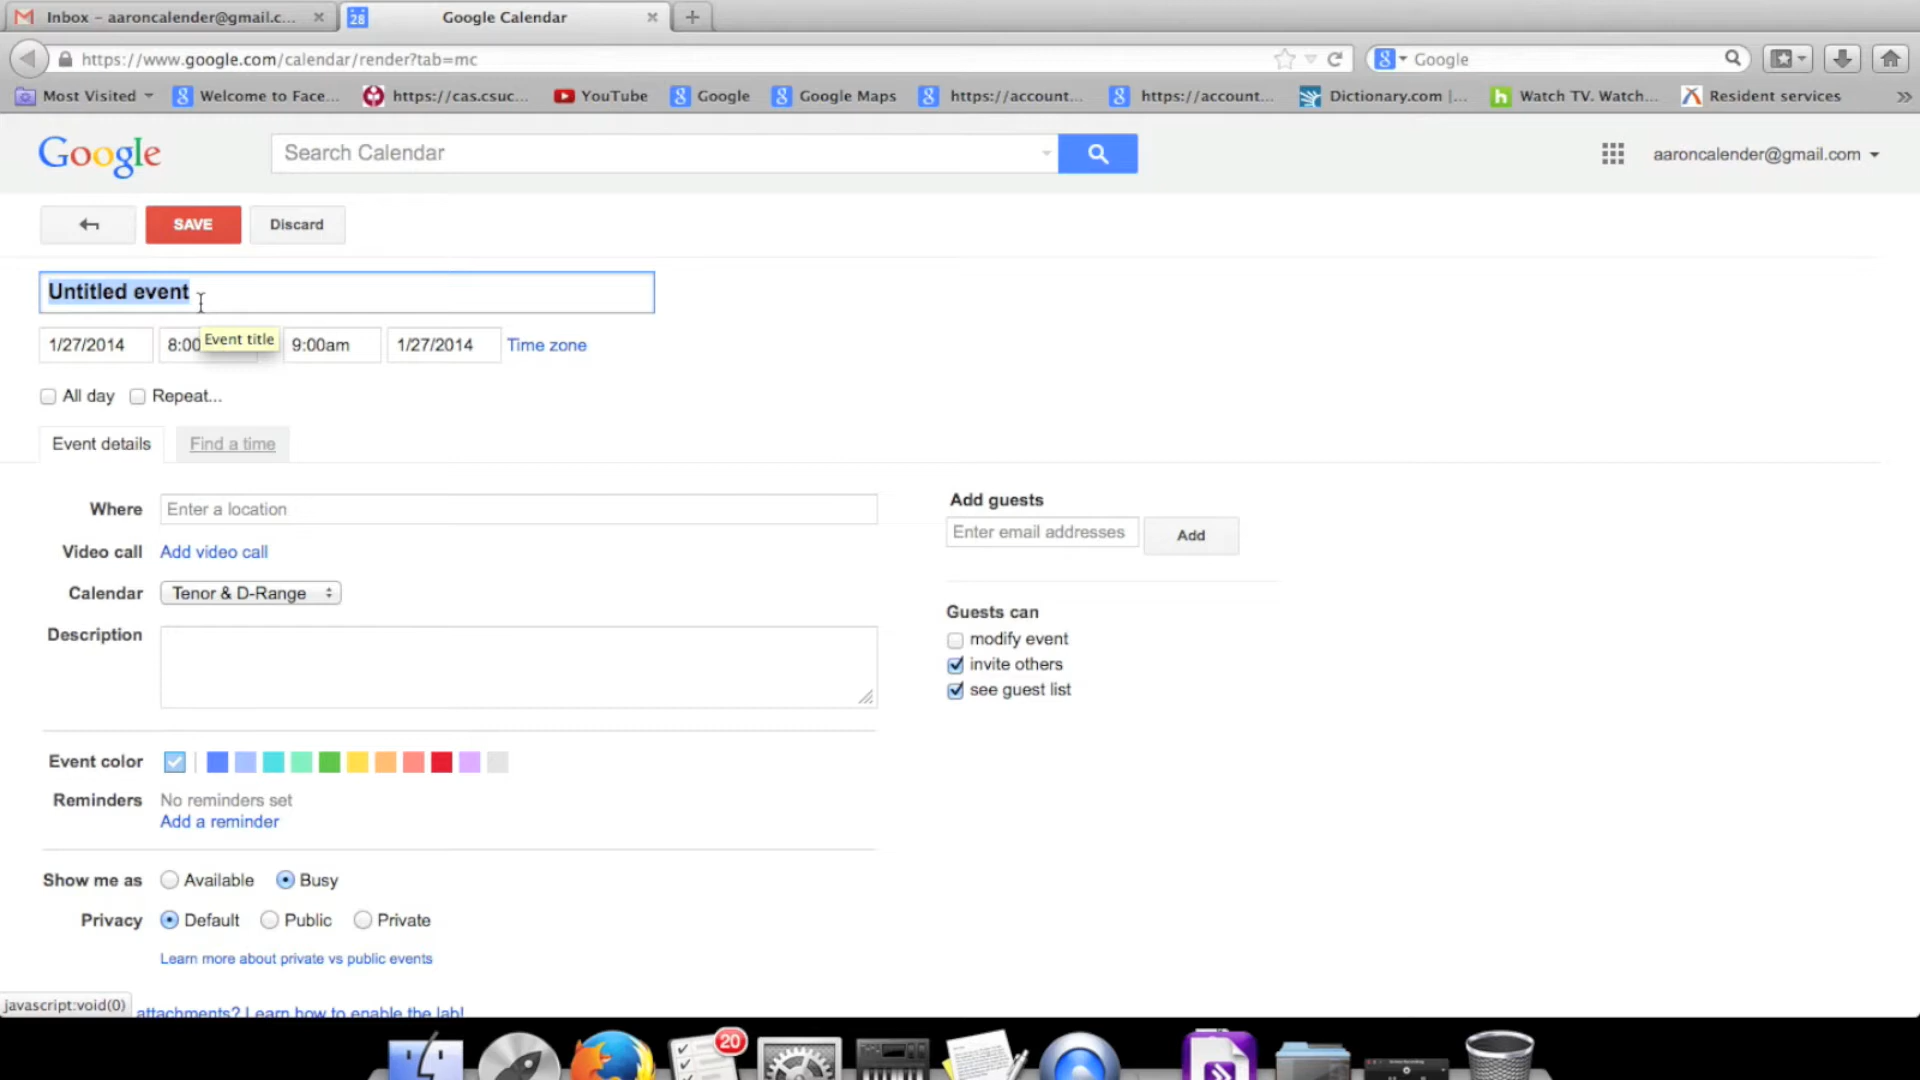 Inbox – aaroncalender@gmail.c... 28 Google Calendar
https://www.google.com/calendar/render?tab=mc Google
Most Visited Welcome to Face... https://cas.csuc... YouTube Google Google Maps https://account... https://account... Dictionary.com |... Watch TV. Watch... Resident services
Google Search Calendar aaroncalender@gmail.com
SAVE Discard
Untitled event
1/27/2014 8:00 Event title 9:00am 1/27/2014 Time zone
All day Repeat...
Event details Find a time
Where Enter a location
Video call Add video call
Calendar Tenor & D-Range
Description
Event color
Reminders No reminders set
Add a reminder
Show me as Available Busy
Privacy Default Public Private
Learn more about private vs public events
Add guests
Enter email addresses Add
Guests can
modify event
invite others
see guest list
javascript:void(0) attachments? Learn how to enable the lab!
20